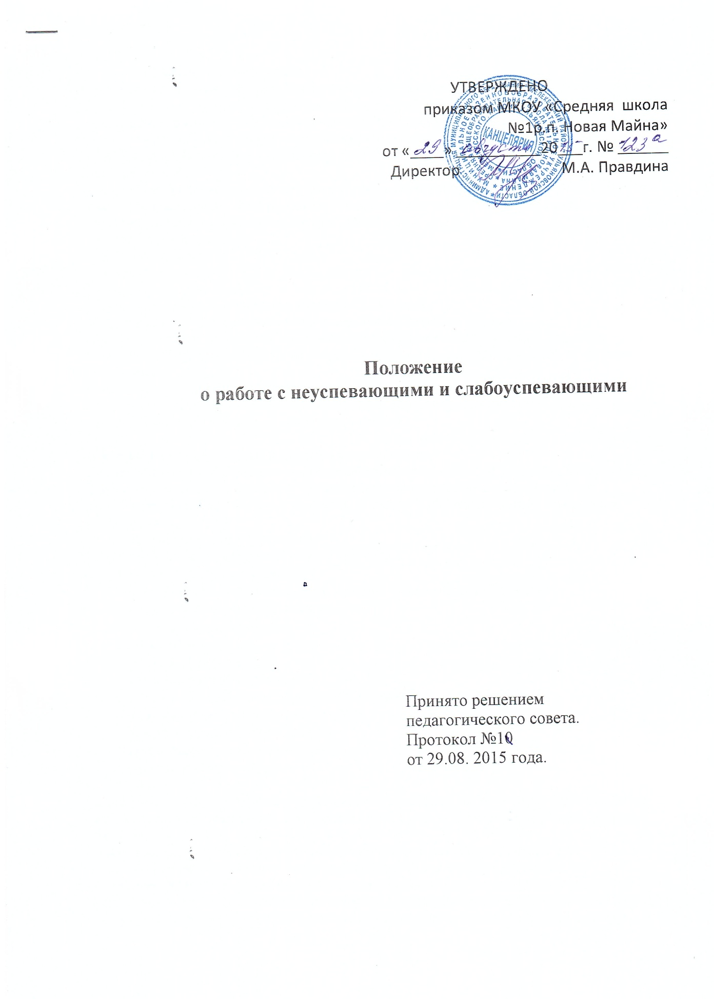 УТВЕРЖДЕНО
приказом МКОУ «Средняя школа
№1р.п. Новая Майна»
от «29» августа 2015 г. № 123а
Директор М.А. Правдина
КАНЦЕЛЯРИЯ
Положение
о работе с неуспевающими и слабоуспевающими
Принято решением
педагогического совета.
Протокол №10
от 29.08. 2015 года.